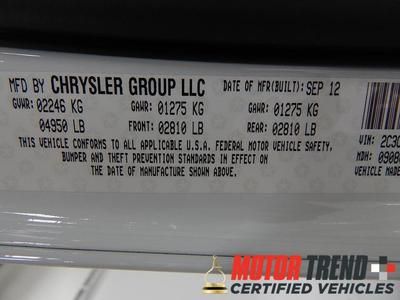 MFD BY CHRYSLER GROUP LLC DATE OF MFR(BUILT): SEP 12
GVWR: 02246 KG GAWR: 01275 KG GAWR: 01275 KG
04950 LB FRONT: 02810 LB REAR: 02810 LB
THIS VEHICLE CONFORMS TO ALL APPLICABLE U.S.A. FEDERAL MOTOR VEHICLE SAFETY,
BUMPER AND THEFT PREVENTION STANDARDS IN EFFECT ON
THE DATE OF MANUFACTURE SHOWN ABOVE.
VIN: 2C3C
MDH: 0908
VEHICLE MADE
MOTOR TREND
CERTIFIED VEHICLES